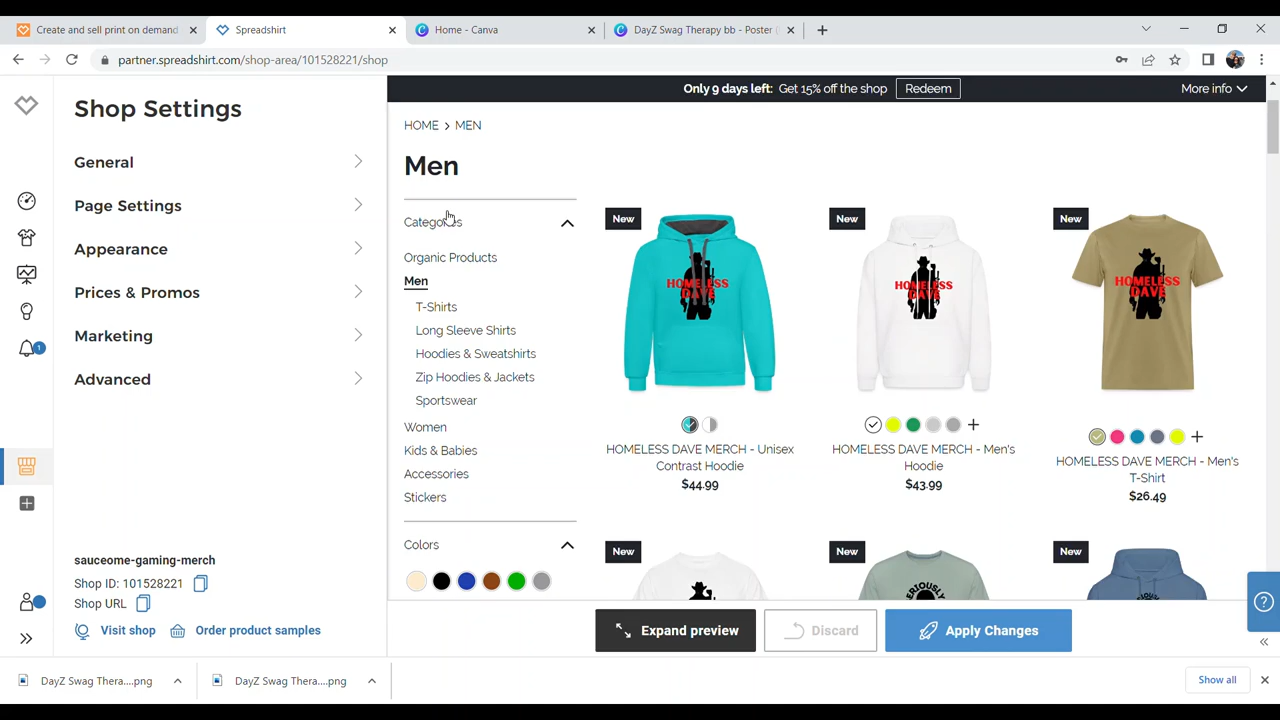 Create and sell print on demand
Spreadshirt
Home - Canva
DayZ Swag Therapy bb - Poster (
partner.spreadshirt.com/shop-area/101528221/shop
Shop Settings
General
Page Settings
Appearance
Prices & Promos
Marketing
Advanced
1
sauceome-gaming-merch
Shop ID: 101528221
Shop URL
Visit shop
Order product samples
Only 9 days left: Get 15% off the shop
Redeem
More info
HOME > MEN
Men
Categories
Organic Products
Men
T-Shirts
Long Sleeve Shirts
Hoodies & Sweatshirts
Zip Hoodies & Jackets
Sportswear
Women
Kids & Babies
Accessories
Stickers
Colors
New
HOMELESS
DAVE
HOMELESS DAVE MERCH - Unisex
Contrast Hoodie
$44.99
New
HOMELESS
DAVE
HOMELESS DAVE MERCH - Men's
Hoodie
$43.99
New
HOMELESS
DAVE
HOMELESS DAVE MERCH - Men's
T-Shirt
$26.49
New
New
New
Expand preview
Discard
Apply Changes
DayZ Swag Thera....png
DayZ Swag Thera....png
Show all